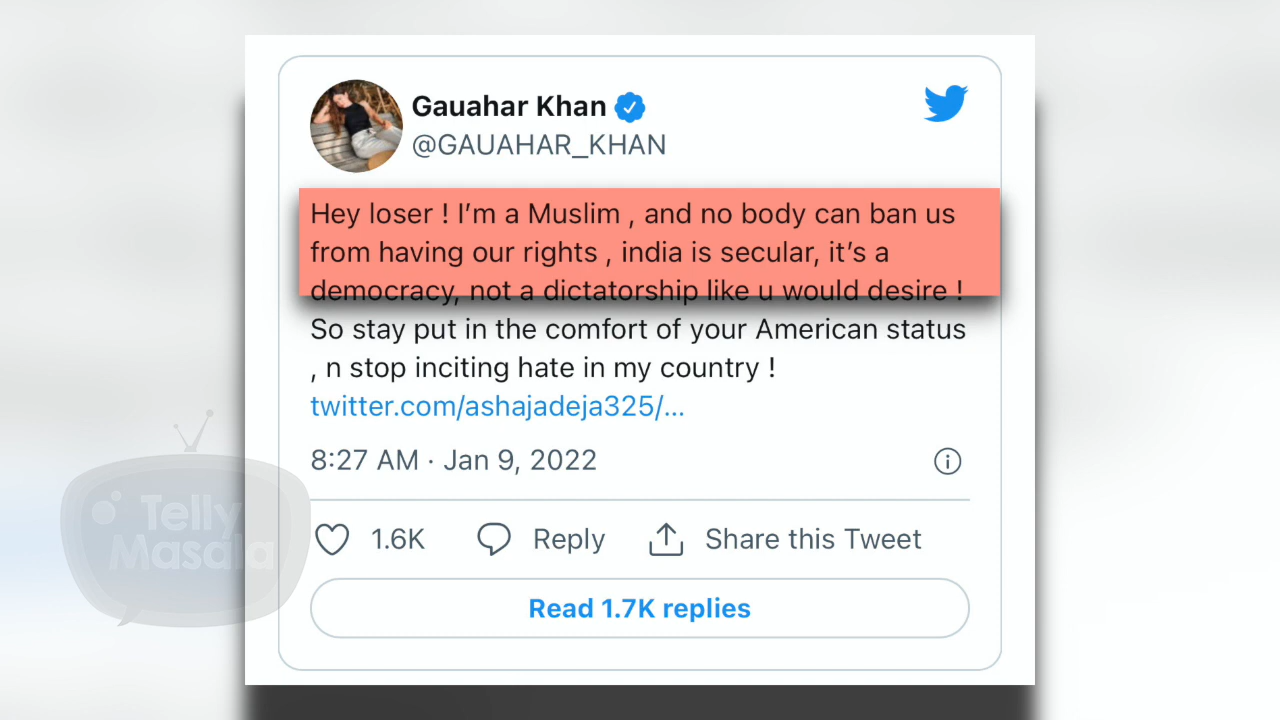 Gauahar Khan
@GAUAHAR_KHAN
Hey loser ! I’m a Muslim , and no body can ban us
from having our rights , india is secular, it’s a
democracy, not a dictatorship like u would desire !
So stay put in the comfort of your American status
, n stop inciting hate in my country !
twitter.com/ashajadeja325/...
8:27 AM · Jan 9, 2022
1.6K Reply Share this Tweet
Read 1.7K replies
Telly
Masala